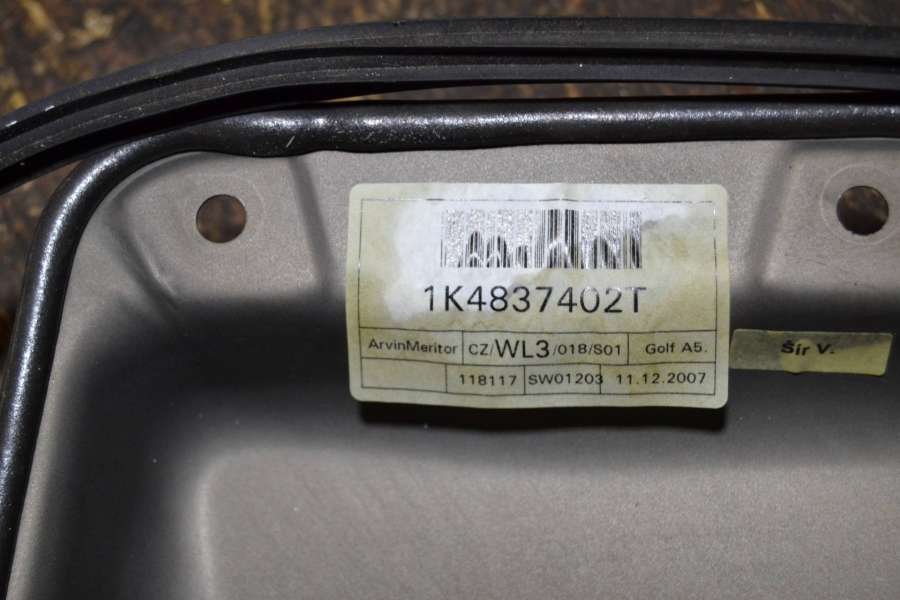 1K4837402T
ArvinMeritor CZ/WL3/018/S01 Golf A5.
118117 SW01203 11.12.2007
Šír V.